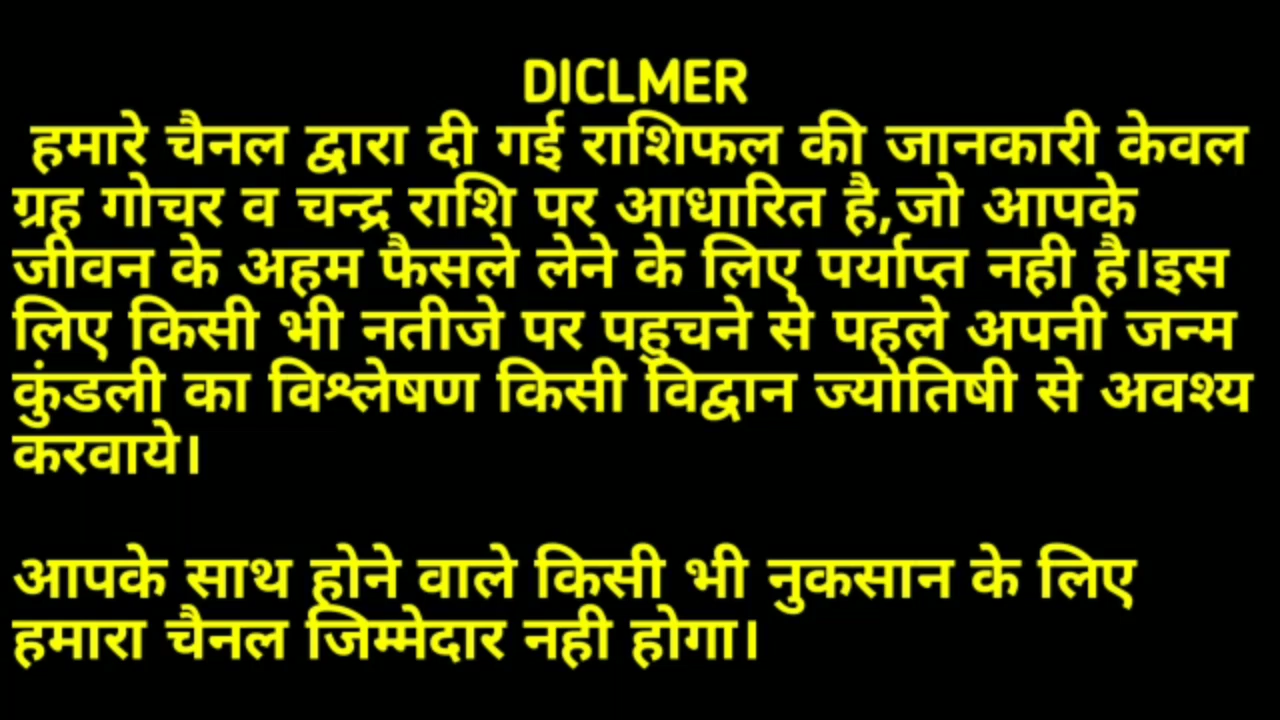 DICLMER
हमारे चैनल द्वारा दी गई राशिफल की जानकारी केवल
ग्रह गोचर व चन्द्र राशि पर आधारित है,जो आपके
जीवन के अहम फैसले लेने के लिए पर्याप्त नही है।इस
लिए किसी भी नतीजे पर पहुचने से पहले अपनी जन्म
कुंडली का विश्लेषण किसी विद्वान ज्योतिषी से अवश्य
करवाये।
आपके साथ होने वाले किसी भी नुकसान के लिए
हमारा चैनल जिम्मेदार नही होगा।